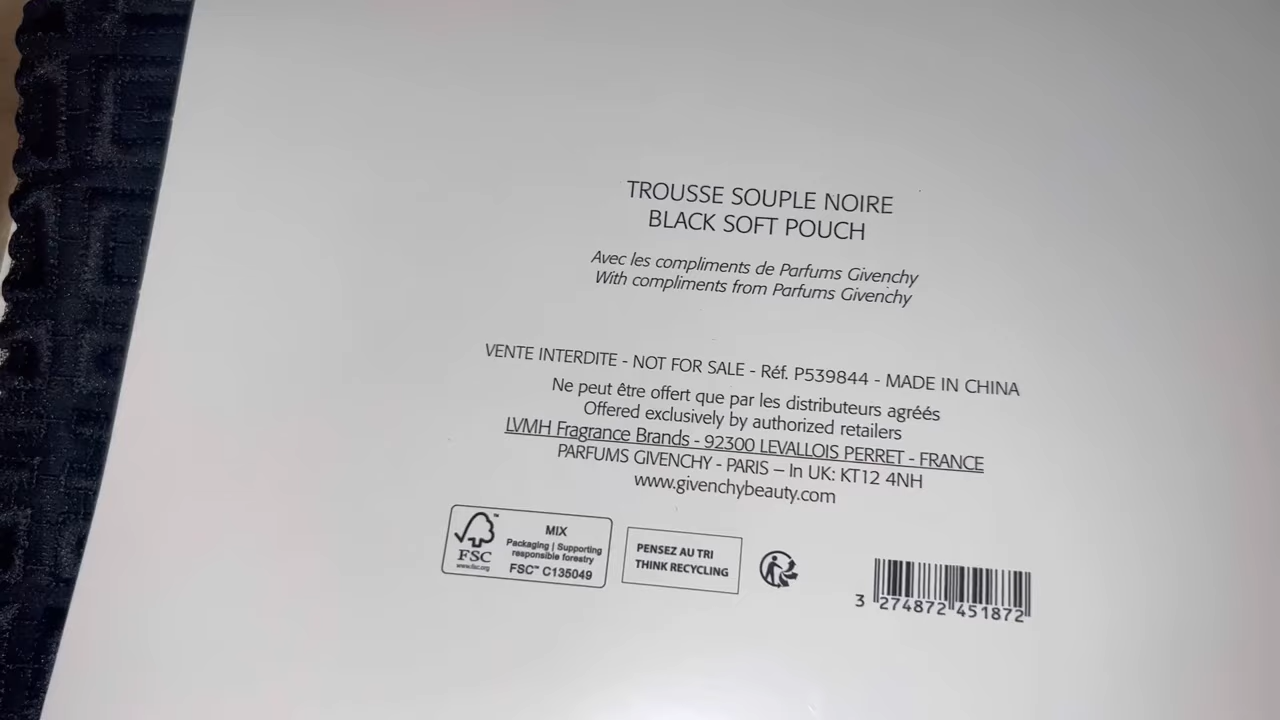 TROUSSE SOUPLE NOIRE
BLACK SOFT POUCH
Avec les compliments de Parfums Givenchy
With compliments from Parfums Givenchy
VENTE INTERDITE - NOT FOR SALE - Réf. P539844 - MADE IN CHINA
Ne peut être offert que par les distributeurs agréés
Offered exclusively by authorized retailers
LVMH Fragrance Brands - 92300 LEVALLOIS PERRET - FRANCE
PARFUMS GIVENCHY - PARIS – In UK: KT12 4NH
www.givenchybeauty.com
FSC
www.fsc.org
MIX
Packaging | Supporting
responsible forestry
FSC™ C135049
PENSEZ AU TRI
THINK RECYCLING
3 274872 451872